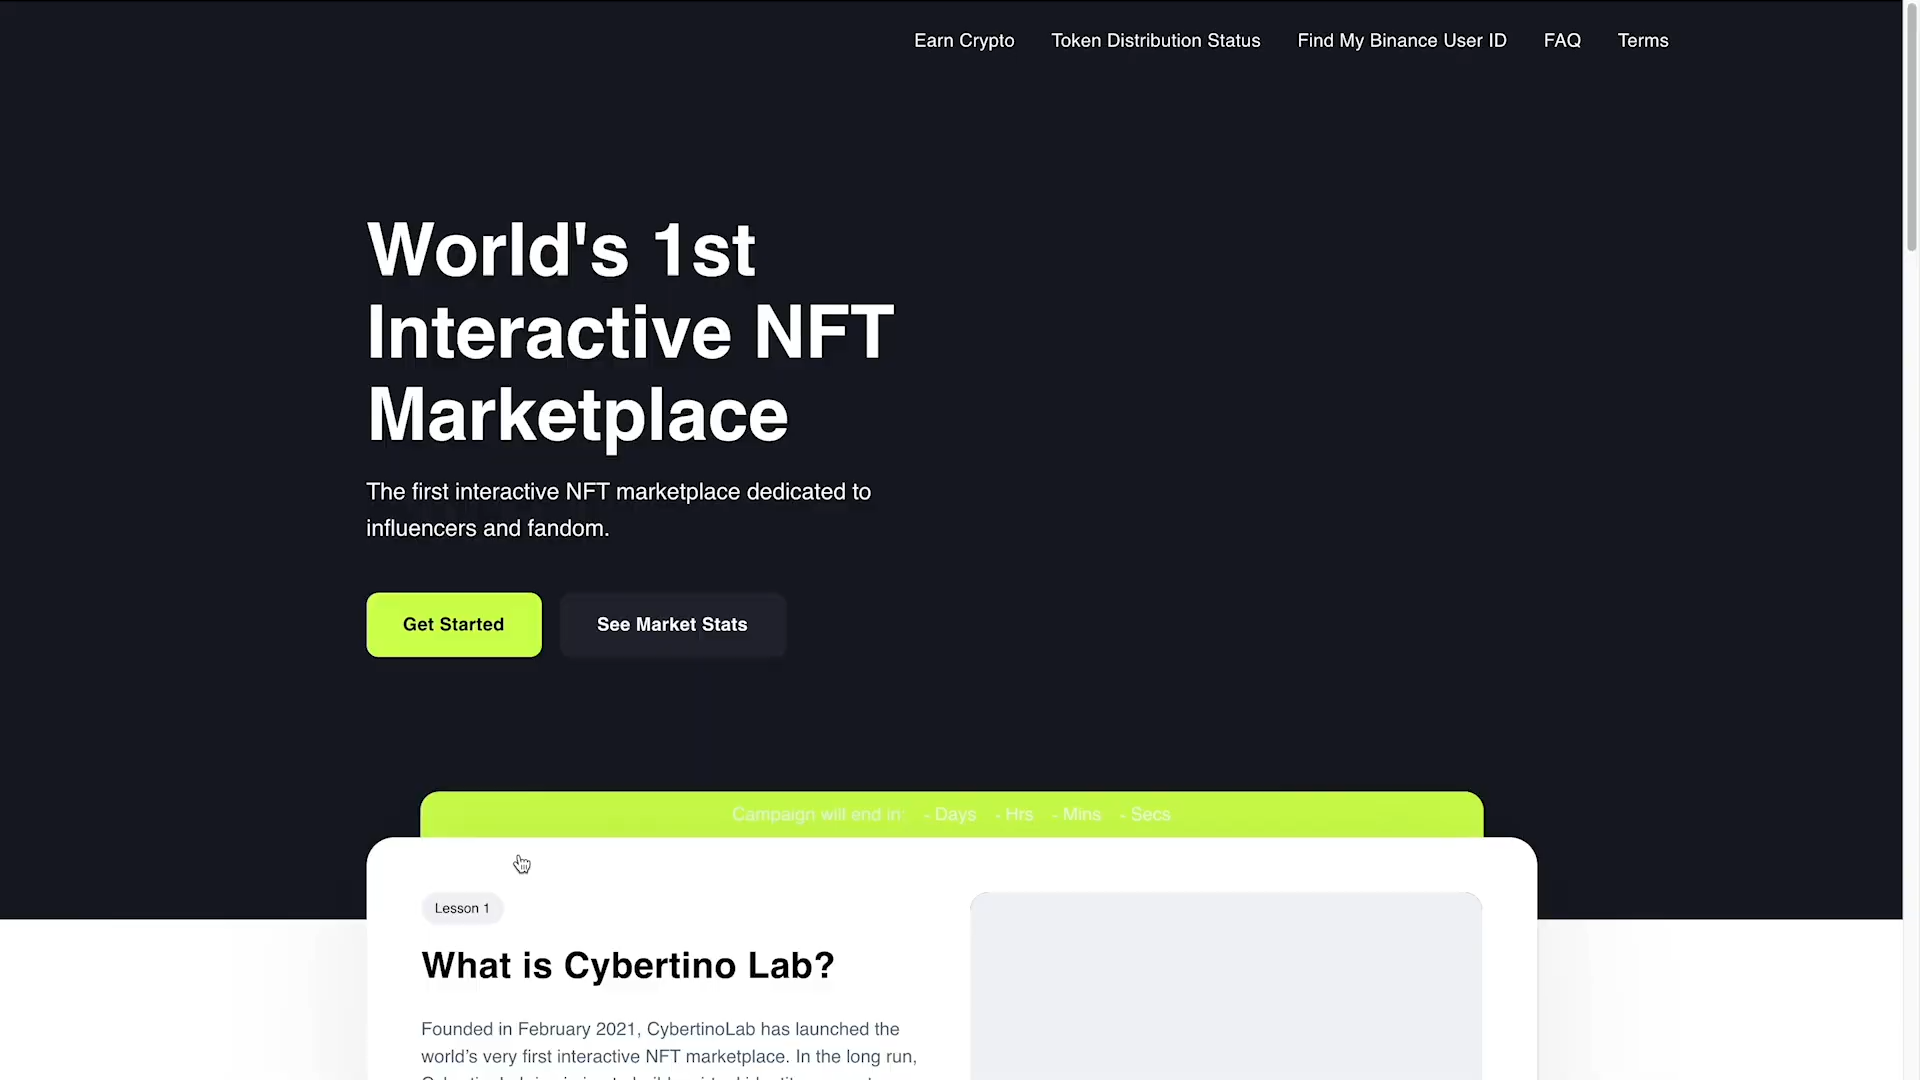 Earn Crypto Token Distribution Status Find My Binance User ID FAQ Terms
World's 1st
Interactive NFT
Marketplace
The first interactive NFT marketplace dedicated to
influencers and fandom.
Get Started See Market Stats
Campaign will end in: - Days - Hrs - Mins - Secs
Lesson 1
What is Cybertino Lab?
Founded in February 2021, CybertinoLab has launched the
world’s very first interactive NFT marketplace. In the long run,